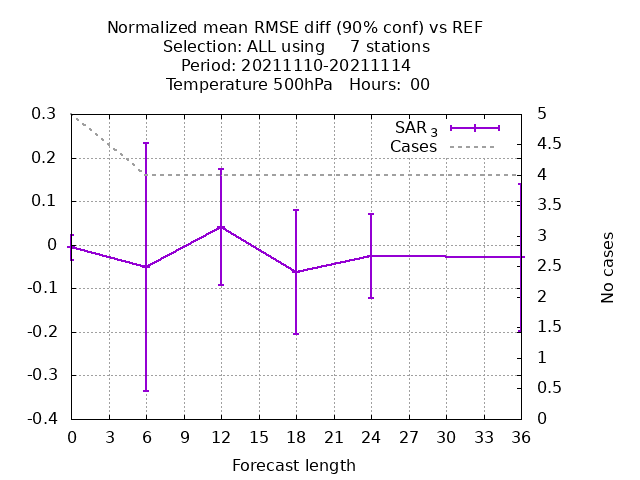 Normalized mean RMSE diff (90% conf) vs REF
Selection: ALL using     7 stations
Period: 20211110-20211114
Temperature 500hPa   Hours: 00
0.3
0.2
0.1
0
-0.1
-0.2
-0.3
-0.4
SAR 3
Cases
5
4.5
4
3.5
3
2.5
2
1.5
1
0.5
0
No cases
0 3 6 9 12 15 18 21 24 27 30 33 36
Forecast length